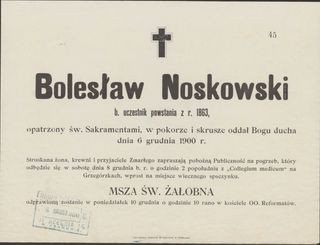 45
Bolesław Noskowski
b. uczestnik powstania z r. 1863,
opatrzony św. Sakramentami, w pokorze i skrusze oddał Bogu ducha
dnia 6 grudnia 1900 r.
Stroskana żona, krewni i przyjaciele Zmarłego zapraszają pobożną Publiczność na pogrzeb, który
odbędzie się w sobotę dnia 8 grudnia b. r. o godzinie 2 popołudniu z „Collegium medicum" na
Grzegórzkach, wprost na miejsce wiecznego spoczynku.
MSZA ŚW. ŻAŁOBNA
odprawioną zostanie w poniedziałek 10 grudnia o godzinie 10 rano w kościele OO. Reformatów.